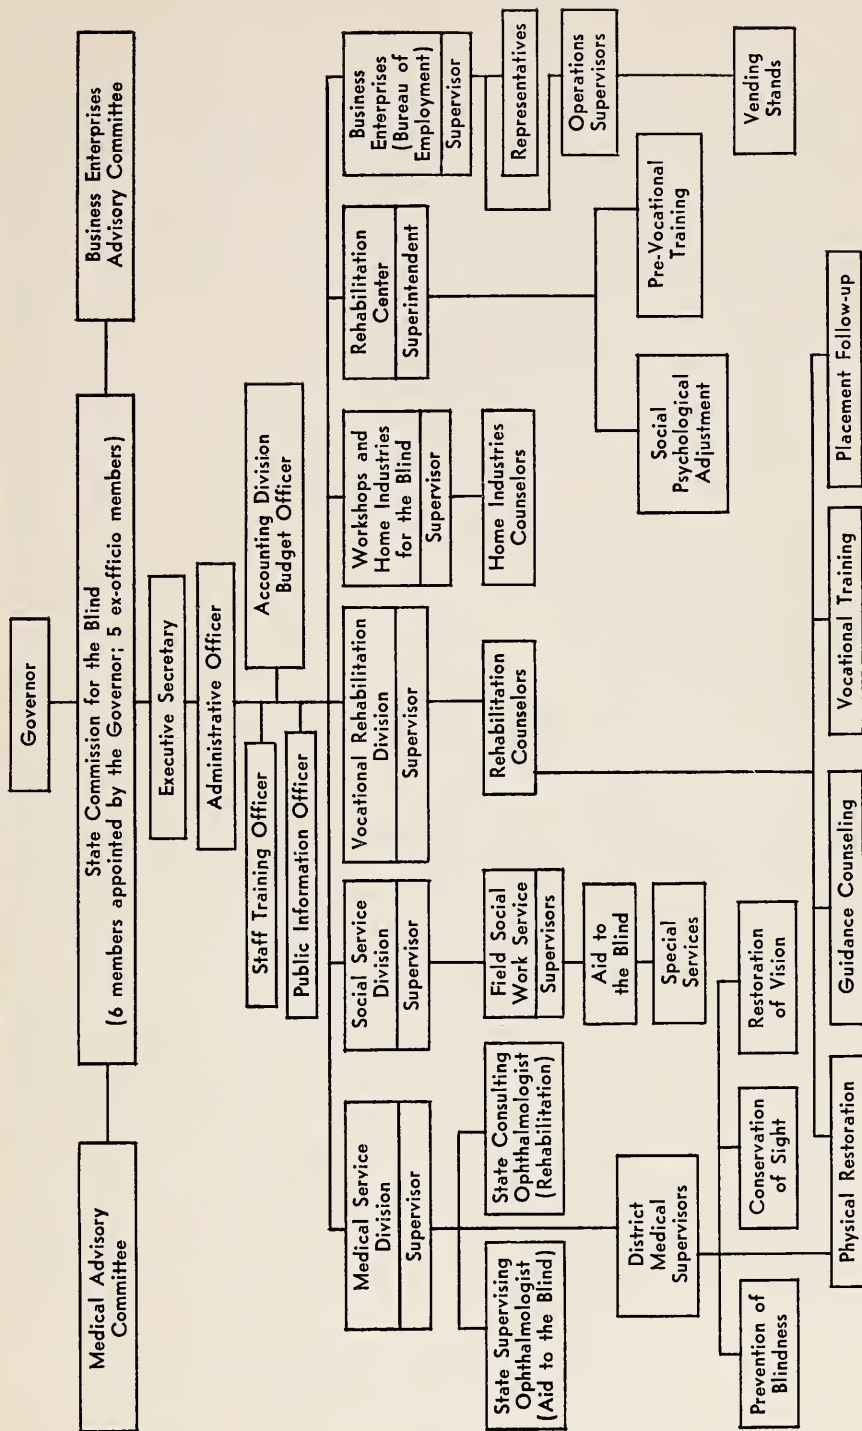 Governor
State Commission for the Blind
(6 members appointed by the Governor; 5 ex-officio members)
Medical Advisory
Committee
Business Enterprises
Advisory Committee
Executive Secretary
Administrative Officer
Staff Training Officer
Public Information Officer
Accounting Division
Budget Officer
Medical Service
Division
Supervisor
Social Service
Division
Supervisor
Vocational Rehabilitation
Division
Supervisor
Workshops and
Home Industries
for the Blind
Supervisor
Rehabilitation
Center
Superintendent
Business
Enterprises
(Bureau of
Employment)
Supervisor
State Supervising
Ophthalmologist
(Aid to the Blind)
State Consulting
Ophthalmologist
(Rehabilitation)
Field Social
Work Service
Supervisors
Rehabilitation
Counselors
Home Industries
Counselors
Representatives
Operations
Supervisors
Aid to
the Blind
Special
Services
District
Medical
Supervisors
Social
Psychological
Adjustment
Pre-Vocational
Training
Vending
Stands
Prevention of
Blindness
Conservation
of Sight
Restoration
of Vision
Physical Restoration
Guidance Counseling
Vocational Training
Placement Follow-up